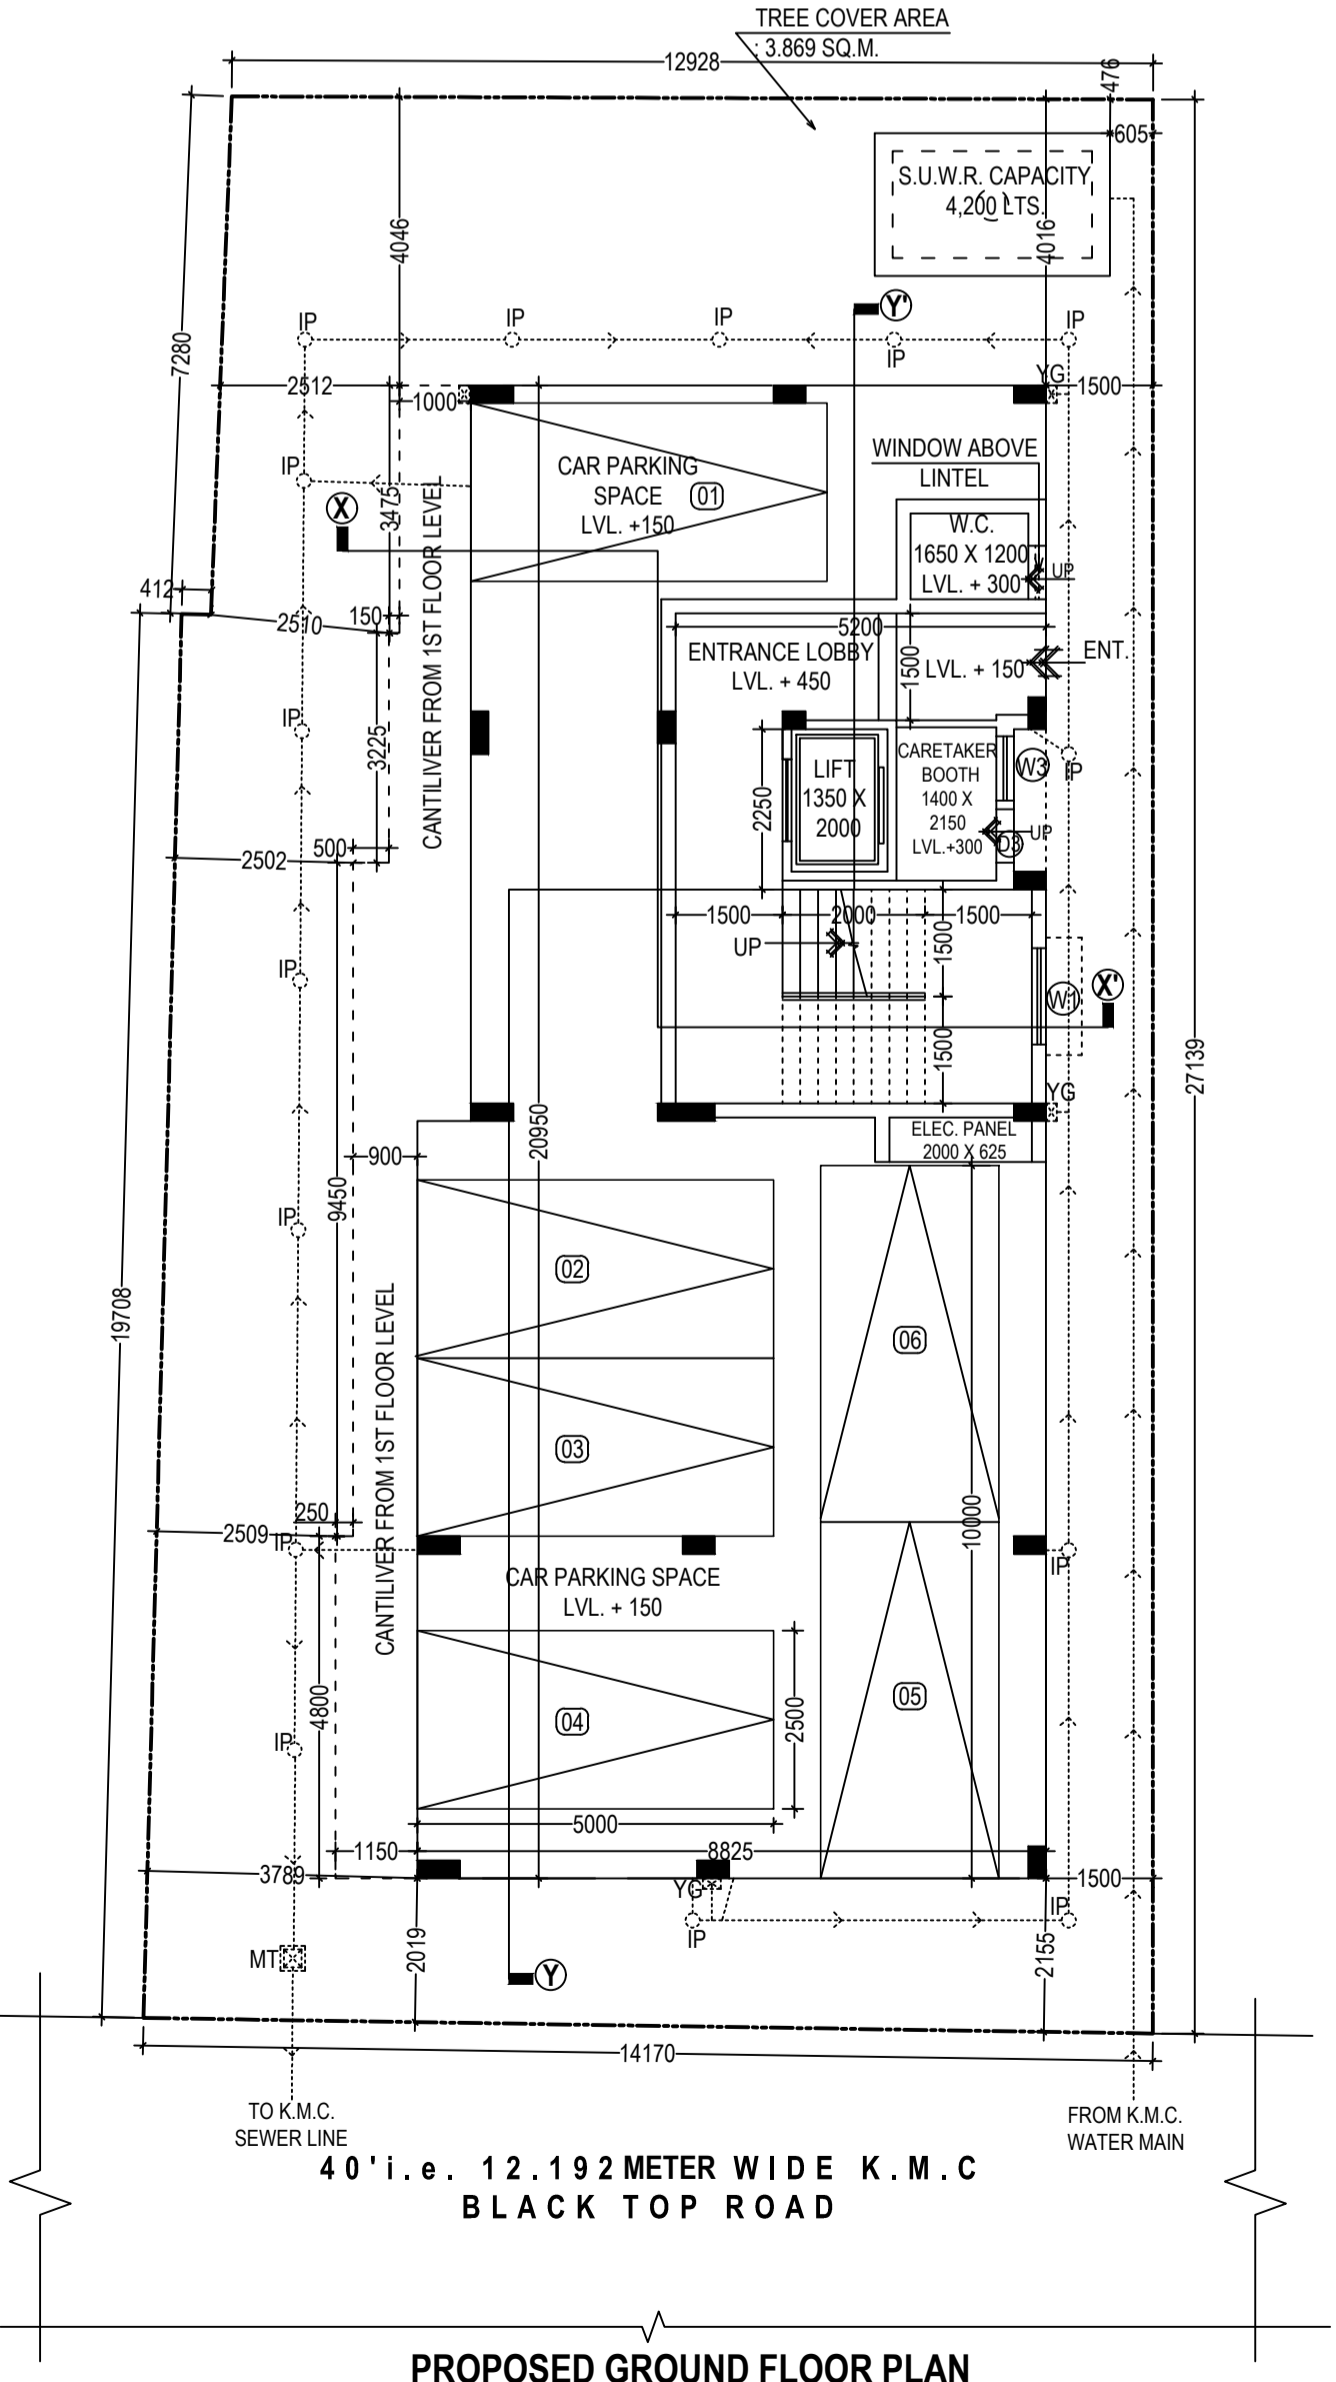 TREE COVER AREA
: 3.869 SQ.M.
12928
476
605
S.U.W.R. CAPACITY
4,200 LTS.
4046
4016
7280
Y'
IP
IP
IP
IP
IP
YG
2512
1000
1500
WINDOW ABOVE
LINTEL
IP
CAR PARKING
SPACE 01
LVL. +150
X
3475
CANTILIVER FROM 1ST FLOOR LEVEL
W.C.
1650 X 1200
LVL. + 300
UP
412
150
2510
5200
ENTRANCE LOBBY
LVL. + 450
1500
LVL. + 150
ENT.
IP
3225
2250
LIFT
1350 X
2000
CARETAKER
BOOTH
1400 X
2150
LVL.+300
W3
IP
UP
D3
500
2502
1500
2000
1500
UP
1500
IP
X'
W1
1500
27139
YG
20950
ELEC. PANEL
2000 X 625
900
9450
IP
02
19708
06
CANTILIVER FROM 1ST FLOOR LEVEL
03
250
2509
IP
10000
IP
CAR PARKING SPACE
LVL. + 150
4800
04
2500
05
IP
5000
1150
8825
3789
1500
YG
IP
IP
MT
2019
2155
Y
14170
TO K.M.C.
SEWER LINE
FROM K.M.C.
WATER MAIN
40'i.e. 12.192 METER WIDE K.M.C
BLACK TOP ROAD
PROPOSED GROUND FLOOR PLAN